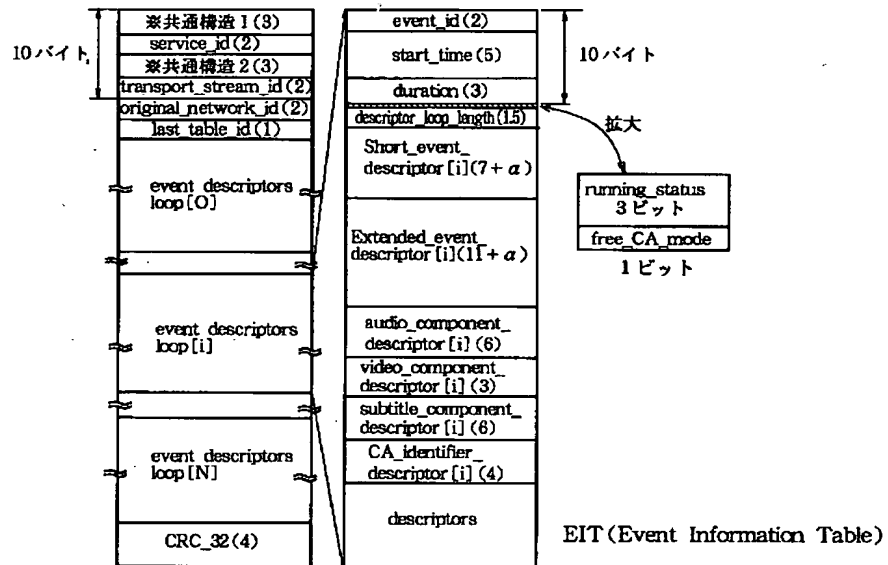 10バイト
※共通構造1(3)
service_id(2)
※共通構造2(3)
transport_stream_id(2)
original_network_id(2)
last_table_id(1)
event descriptors
loop[O]
event descriptors
loop[i]
event descriptors
loop[N]
CRC_32(4)
event_id(2)
start_time(5)
duration(3)
10バイト
descriptor_loop_length(1.5)
Short_event_
descriptor[i](7+α)
Extended_event_
descriptor[i](11+α)
audio_component_
descriptor[i](6)
video_component_
descriptor[i](3)
subtitle_component_
descriptor[i](6)
CA_identifier_
descriptor[i](4)
descriptors
拡大
running_status
3ビット
free_CA_mode
1ビット
EIT(Event Information Table)